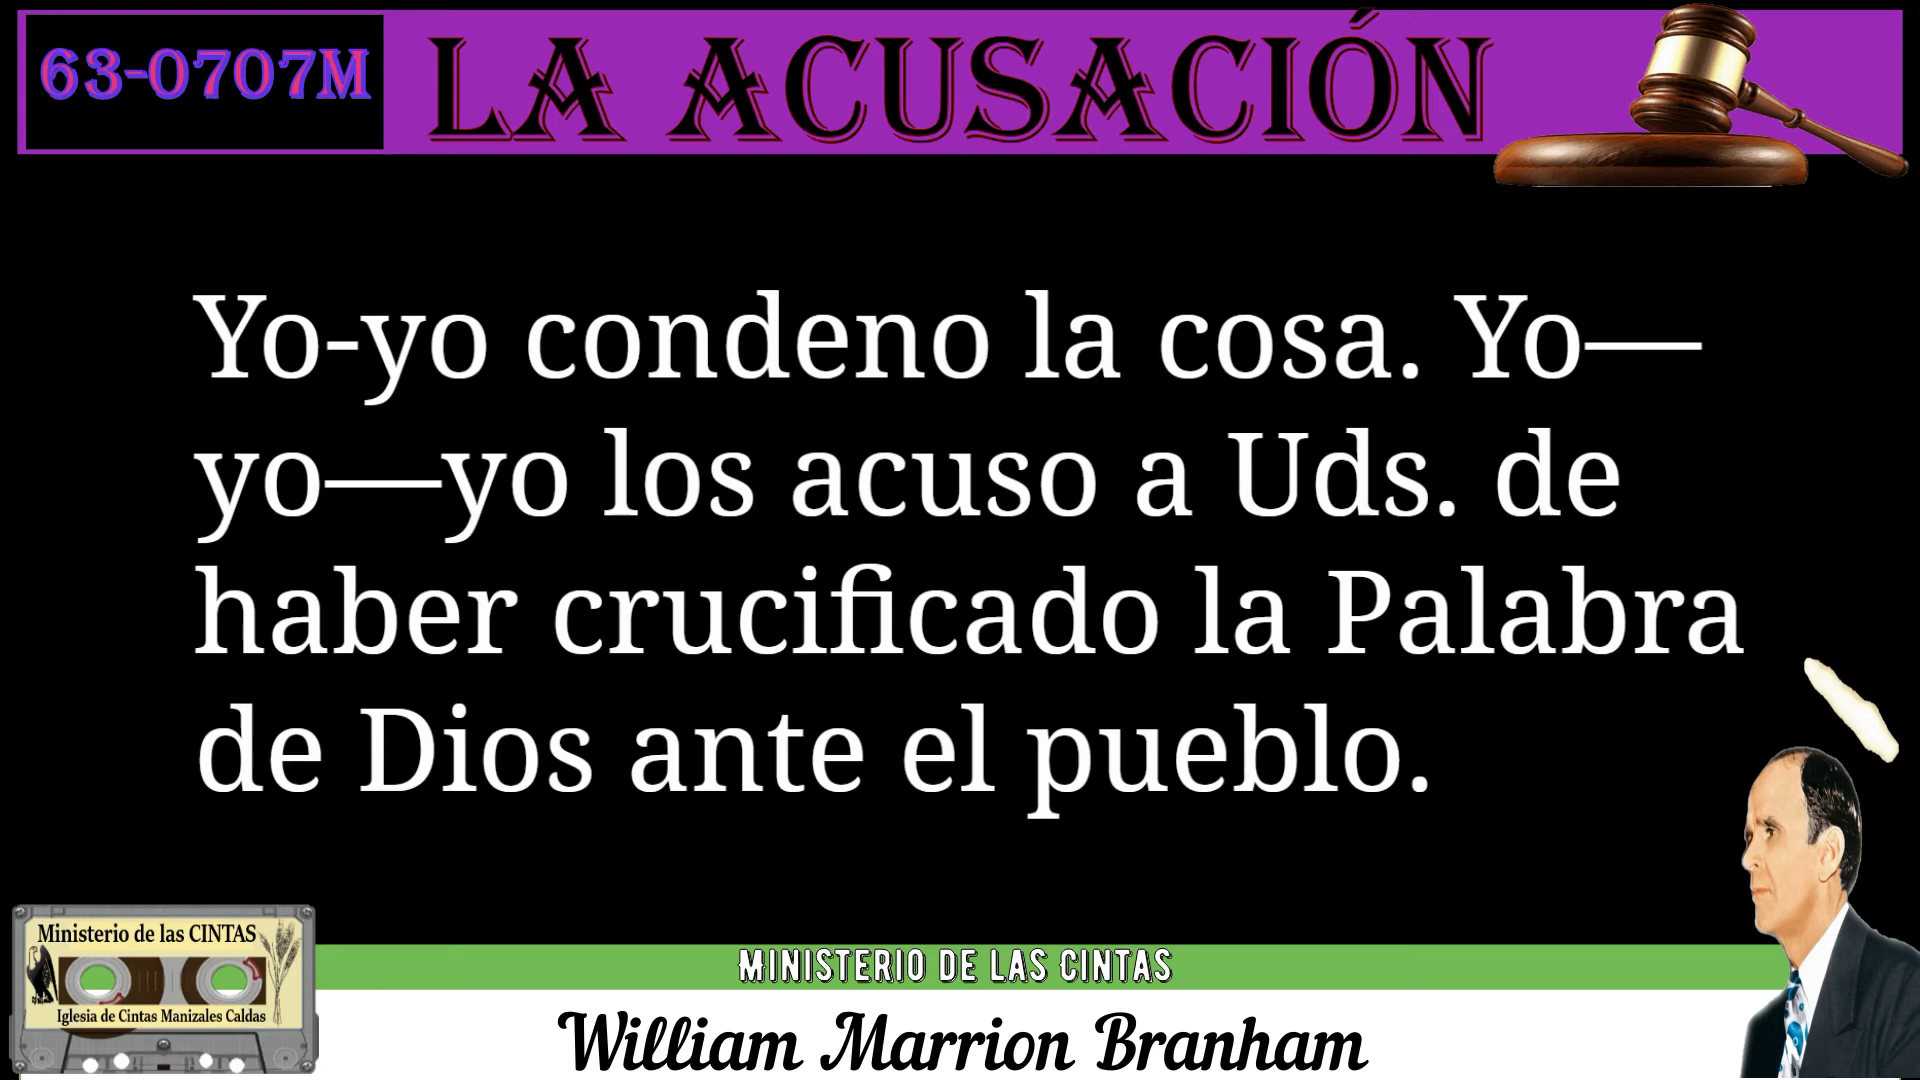 63-0707M
LA ACUSACIÓN
Yo-yo condeno la cosa. Yo—
yo—yo los acuso a Uds. de
haber crucificado la Palabra
de Dios ante el pueblo.
Ministerio de las CINTAS
Iglesia de Cintas Manizales Caldas
MINISTERIO DE LAS CINTAS
William Marrion Branham